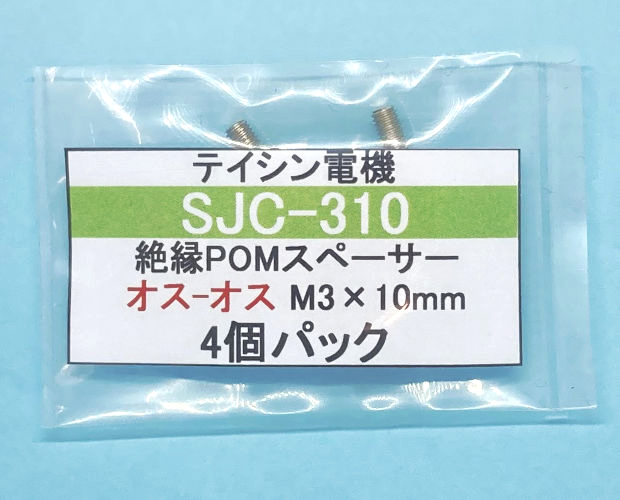 テイシン電機
SJC-310
絶縁POMスペーサー
オス-オス M3×10mm
4個パック